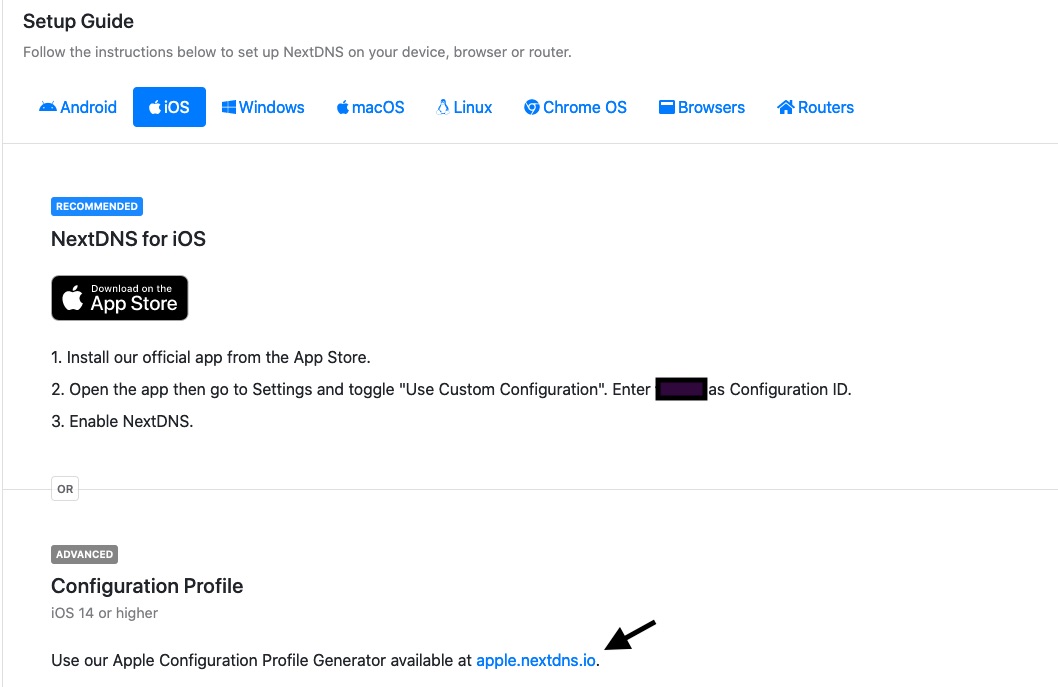 Setup Guide
Follow the instructions below to set up NextDNS on your device, browser or router.
Android iOS Windows macOS Linux Chrome OS Browsers Routers
RECOMMENDED
NextDNS for iOS
Download on the
App Store
1. Install our official app from the App Store.
2. Open the app then go to Settings and toggle "Use Custom Configuration". Enter as Configuration ID.
3. Enable NextDNS.
OR
ADVANCED
Configuration Profile
iOS 14 or higher
Use our Apple Configuration Profile Generator available at apple.nextdns.io.